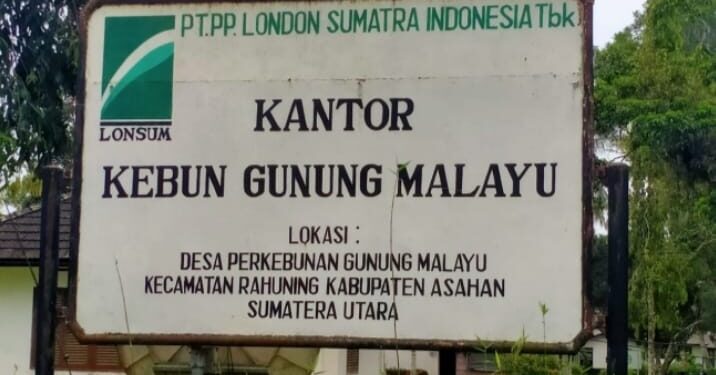 PT.PP. LONDON SUMATRA INDONESIA Tbk
LONSUM
KANTOR
KEBUN GUNUNG MALAYU
LOKASI :
DESA PERKEBUNAN GUNUNG MALAYU
KECAMATAN RAHUNING KABUPATEN ASAHAN
SUMATERA UTARA